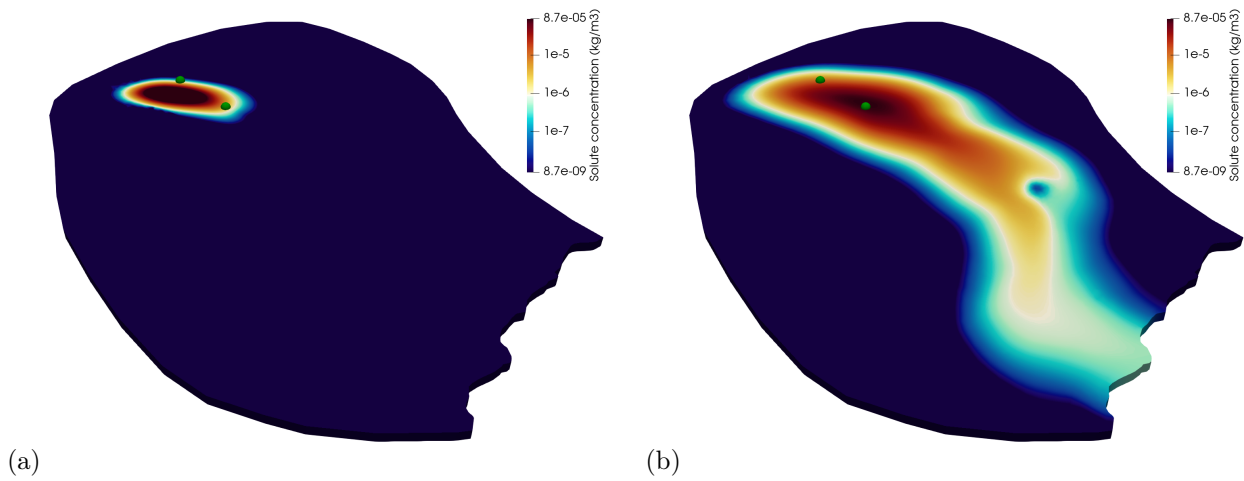 8.7e-05
1e-5
1e-6
1e-7
8.7e-09
Solute concentration (kg/m3)
(a)
8.7e-05
1e-5
1e-6
1e-7
8.7e-09
Solute concentration (kg/m3)
(b)